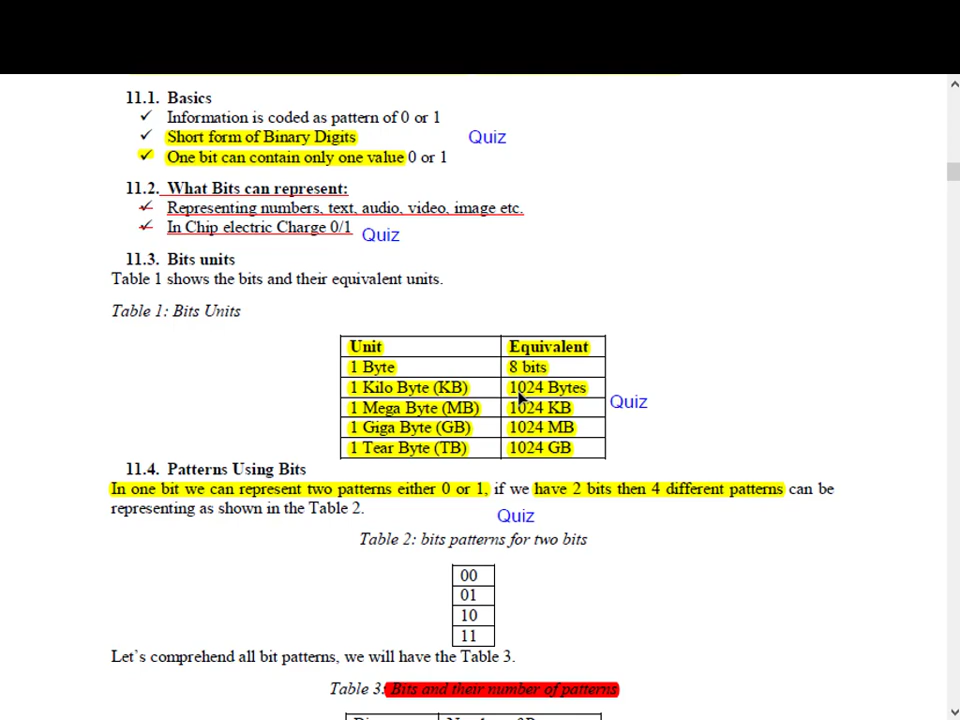 11.1. Basics
✓ Information is coded as pattern of 0 or 1
✓ Short form of Binary Digits Quiz
✓ One bit can contain only one value 0 or 1
11.2. What Bits can represent:
✓ Representing numbers, text, audio, video, image etc.
✓ In Chip electric Charge 0/1 Quiz
11.3. Bits units
Table 1 shows the bits and their equivalent units.
Table 1: Bits Units
Unit Equivalent
1 Byte 8 bits
1 Kilo Byte (KB) 1024 Bytes
1 Mega Byte (MB) 1024 KB Quiz
1 Giga Byte (GB) 1024 MB
1 Tear Byte (TB) 1024 GB
11.4. Patterns Using Bits
In one bit we can represent two patterns either 0 or 1, if we have 2 bits then 4 different patterns can be
representing as shown in the Table 2.
Quiz
Table 2: bits patterns for two bits
00
01
10
11
Let's comprehend all bit patterns, we will have the Table 3.
Table 3: Bits and their number of patterns